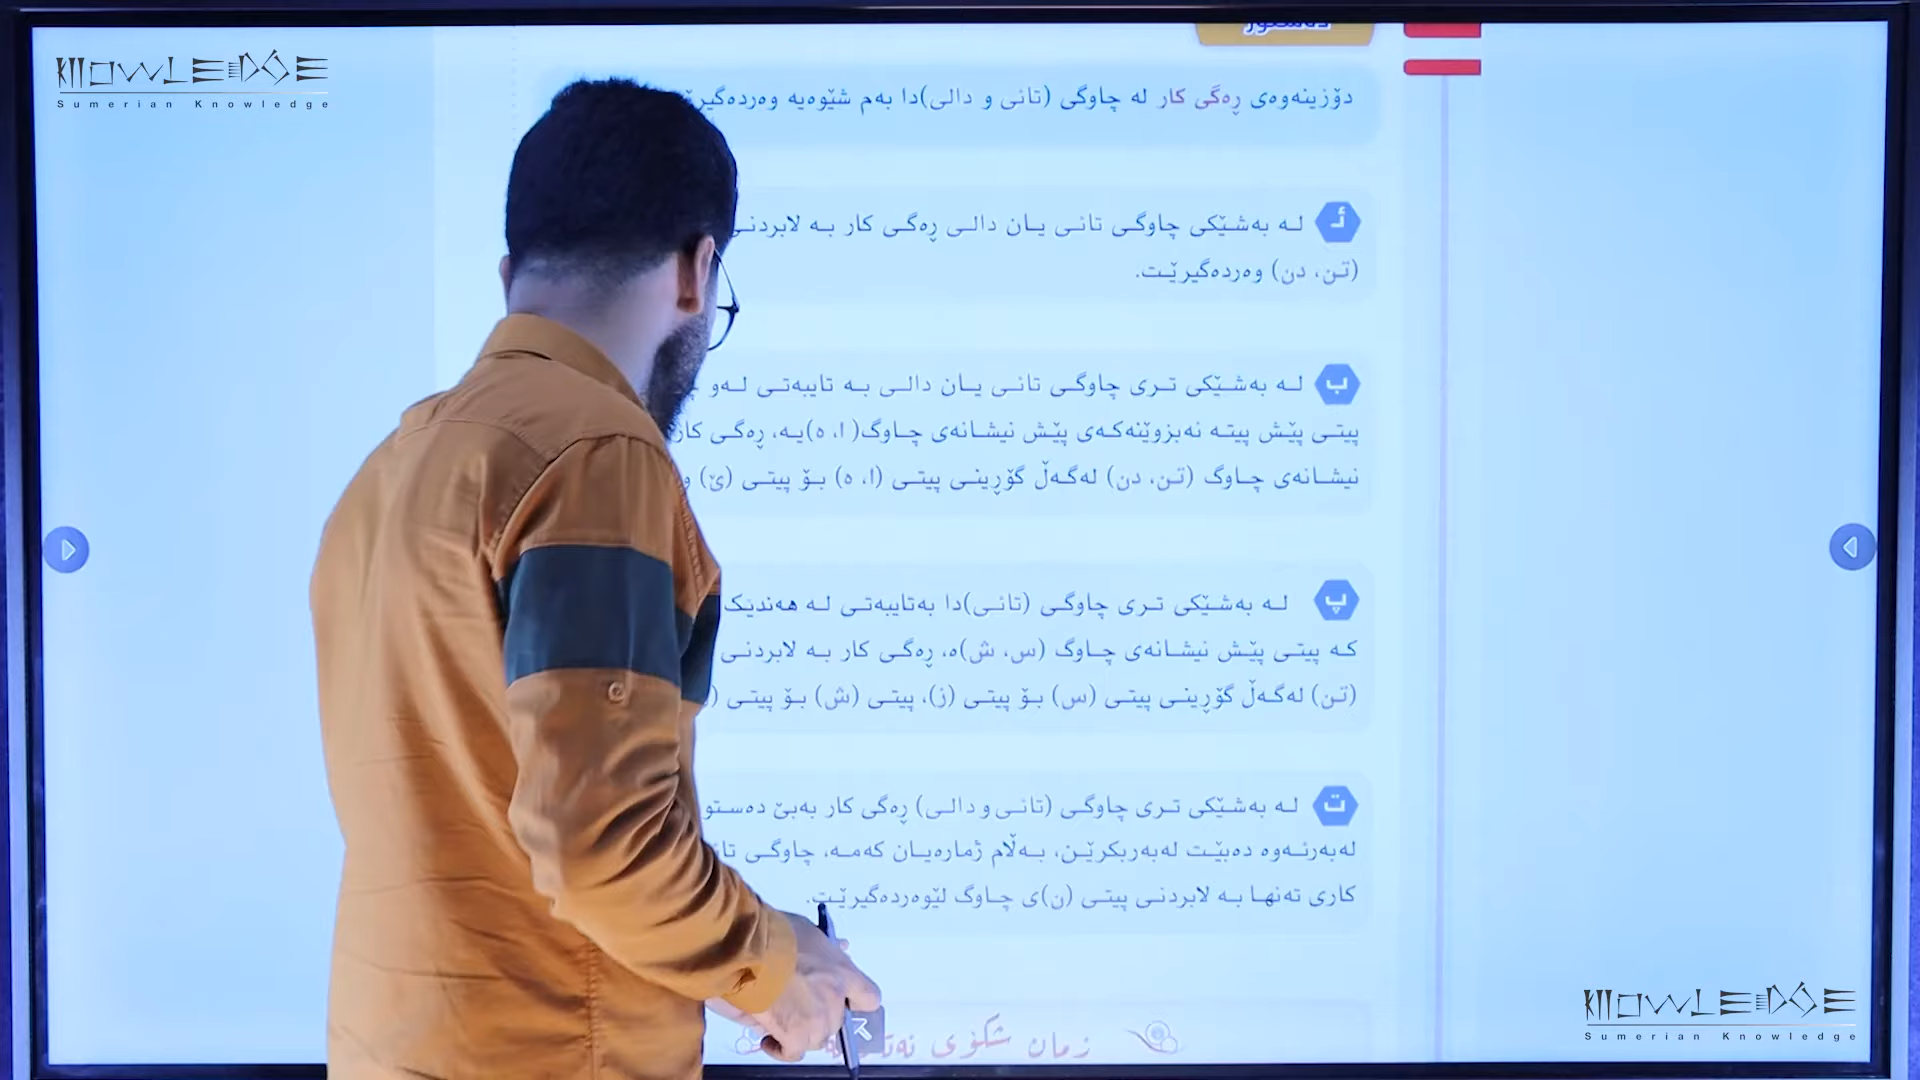 KNOWLEDGE
Sumerian Knowledge
دۆزینەوەی ڕەگی کار لە چاوگی (تانی و دالی)دا بەم شێوەیە
ئـ
لە بەشێکی چاوگی تانی یان دالی ڕەگی کار بە لابردنی
(تن، دن) وەردەگیرێت.
ب
لە بەشێکی تری چاوگی تانی یان دالی بە تایبەتی لەو
پیتی پێش پیتە نەبزوێنەکەی پێش نیشانەی چاوگ( ا، ە)یە، ڕەگی کار
نیشانەی چاوگ (تن، دن) لەگەڵ گۆڕینی پیتی (ا، ە) بۆ پیتی (ێ)
پ
لە بەشێکی تری چاوگی (تانی)دا بەتایبەتی لە هەندێک
کە پیتی پێش نیشانەی چاوگ (س، ش)ە، ڕەگی کار بە لابردنی
(تن) لەگەڵ گۆڕینی پیتی (س) بۆ پیتی (ز)، پیتی (ش) بۆ پیتی
ت
لە بەشێکی تری چاوگی (تانی و دالی) ڕەگی کار بەبێ
لەبەرئەوە دەبێت لەبەربکرێن، بەڵام ژمارەیان کەمە، چاوگی
کاری تەنها بە لابردنی پیتی (ن)ی چاوگ لێوەردەگیرێت.
زمان شکۆی
KNOWLEDGE
Sumerian Knowledge